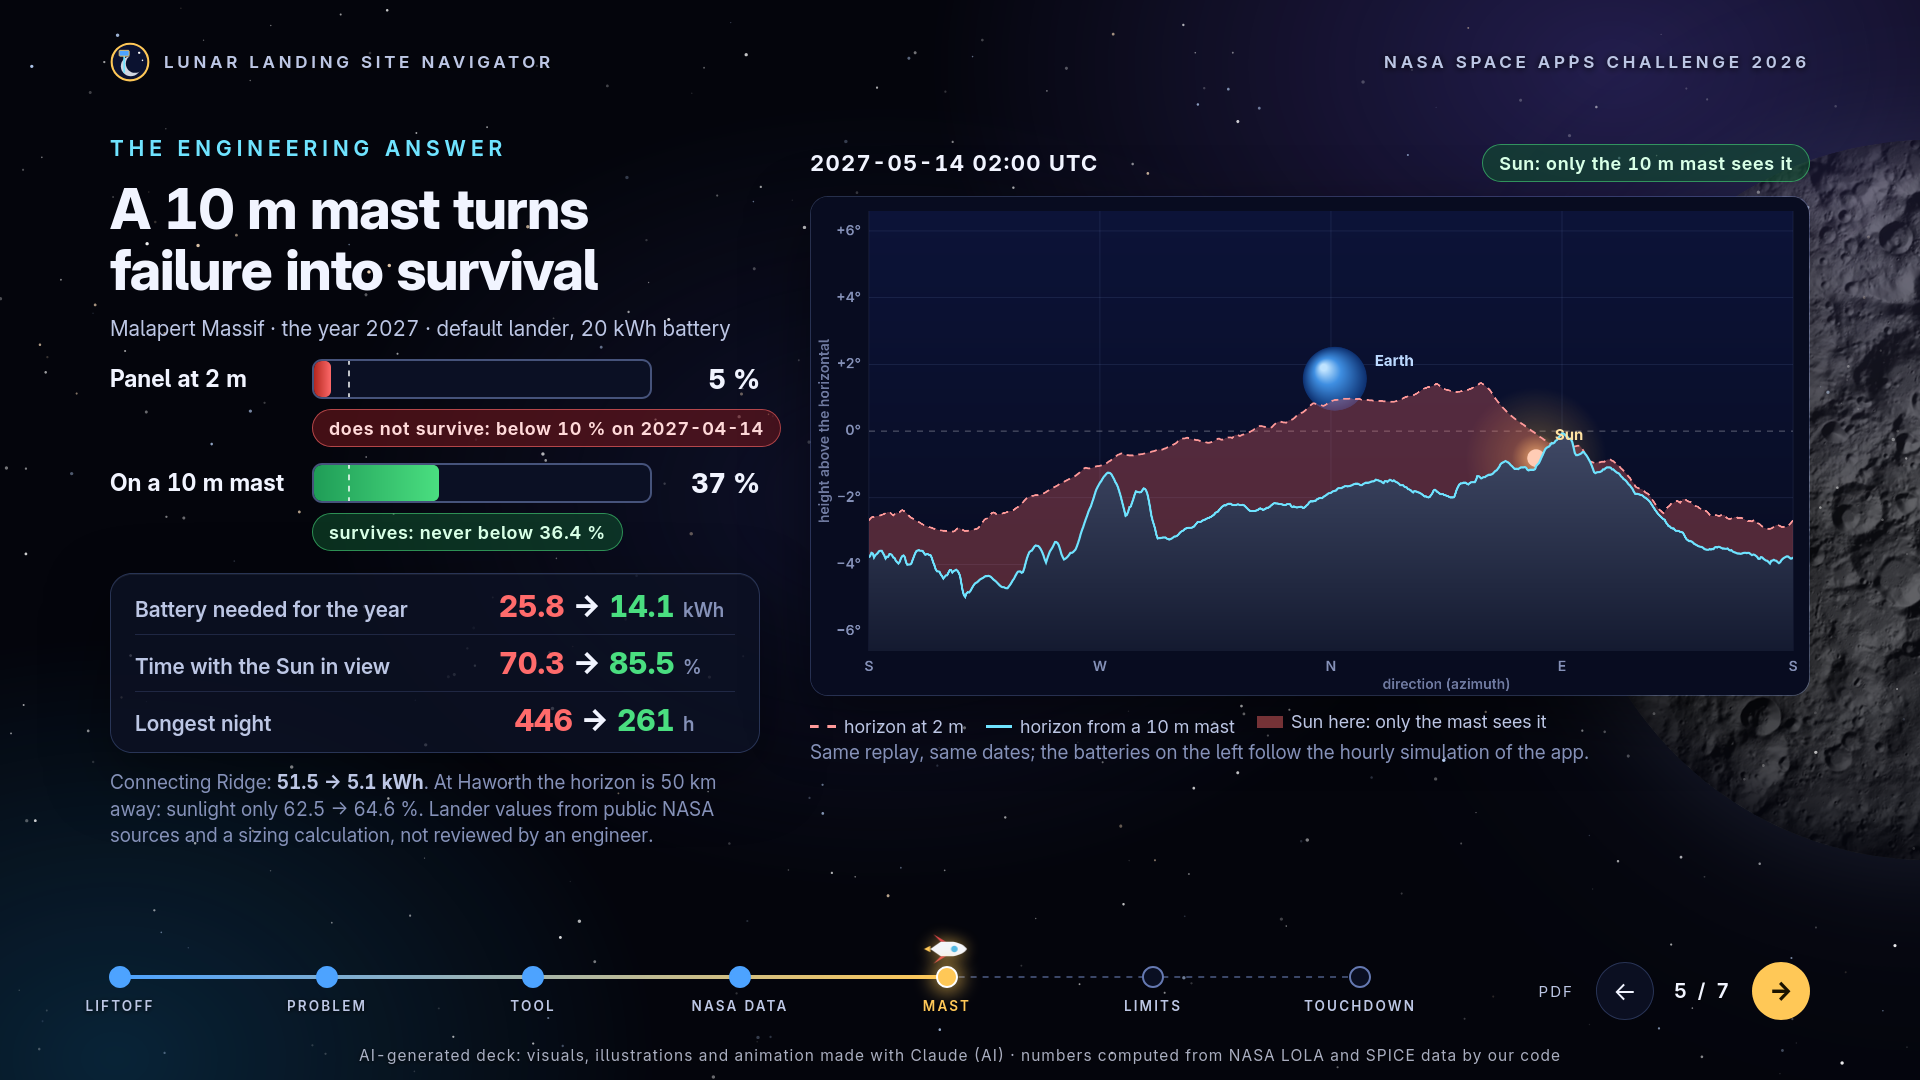 LUNAR LANDING SITE NAVIGATOR
NASA SPACE APPS CHALLENGE 2026
THE ENGINEERING ANSWER
A 10 m mast turns
failure into survival
Malapert Massif · the year 2027 · default lander, 20 kWh battery
Panel at 2 m
5 %
does not survive: below 10 % on 2027-04-14
On a 10 m mast
37 %
survives: never below 36.4 %
Battery needed for the year 25.8 → 14.1 kWh
Time with the Sun in view 70.3 → 85.5 %
Longest night 446 → 261 h
Connecting Ridge: 51.5 → 5.1 kWh. At Haworth the horizon is 50 km
away: sunlight only 62.5 → 64.6 %. Lander values from public NASA
sources and a sizing calculation, not reviewed by an engineer.
2027-05-14 02:00 UTC
Sun: only the 10 m mast sees it
height above the horizontal
+6°
+4°
+2°
0°
−2°
−4°
−6°
Earth
Sun
S W N E S
direction (azimuth)
horizon at 2 m horizon from a 10 m mast Sun here: only the mast sees it
Same replay, same dates; the batteries on the left follow the hourly simulation of the app.
LIFTOFF PROBLEM TOOL NASA DATA MAST LIMITS TOUCHDOWN
PDF ← 5 / 7 →
AI-generated deck: visuals, illustrations and animation made with Claude (AI) · numbers computed from NASA LOLA and SPICE data by our code